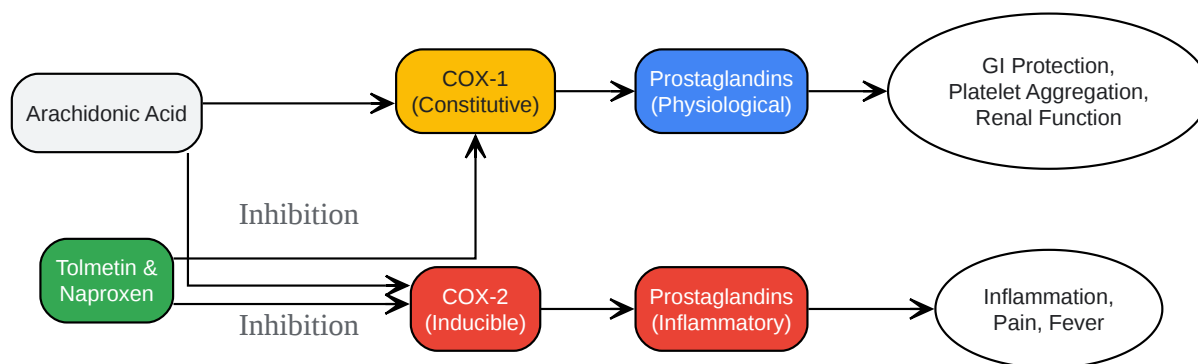 Arachidonic Acid
COX-1
(Constitutive)
Prostaglandins
(Physiological)
GI Protection,
Platelet Aggregation,
Renal Function
Inhibition
Tolmetin &
Naproxen
Inhibition
COX-2
(Inducible)
Prostaglandins
(Inflammatory)
Inflammation,
Pain, Fever